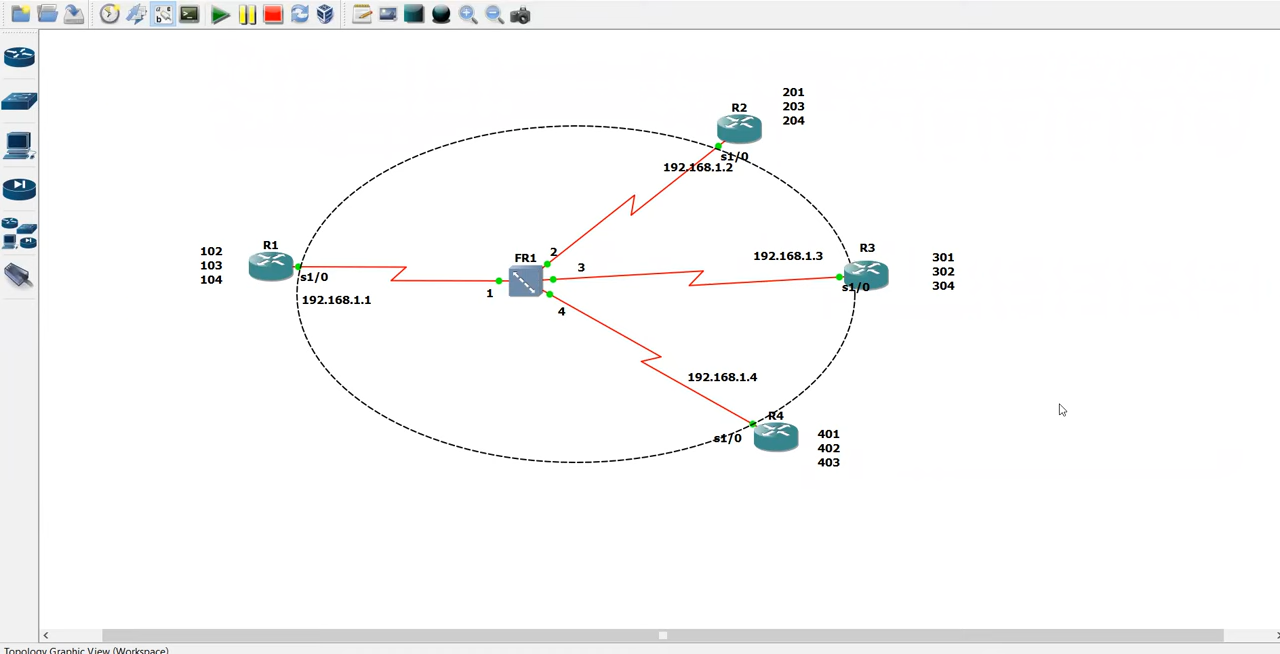 R2
201
203
204
s1/0
192.168.1.2
102
103
104
R1
s1/0
192.168.1.1
FR1
1
2
3
4
192.168.1.3
R3
s1/0
301
302
304
192.168.1.4
R4
s1/0
401
402
403
Topology Graphic View (Workspace)